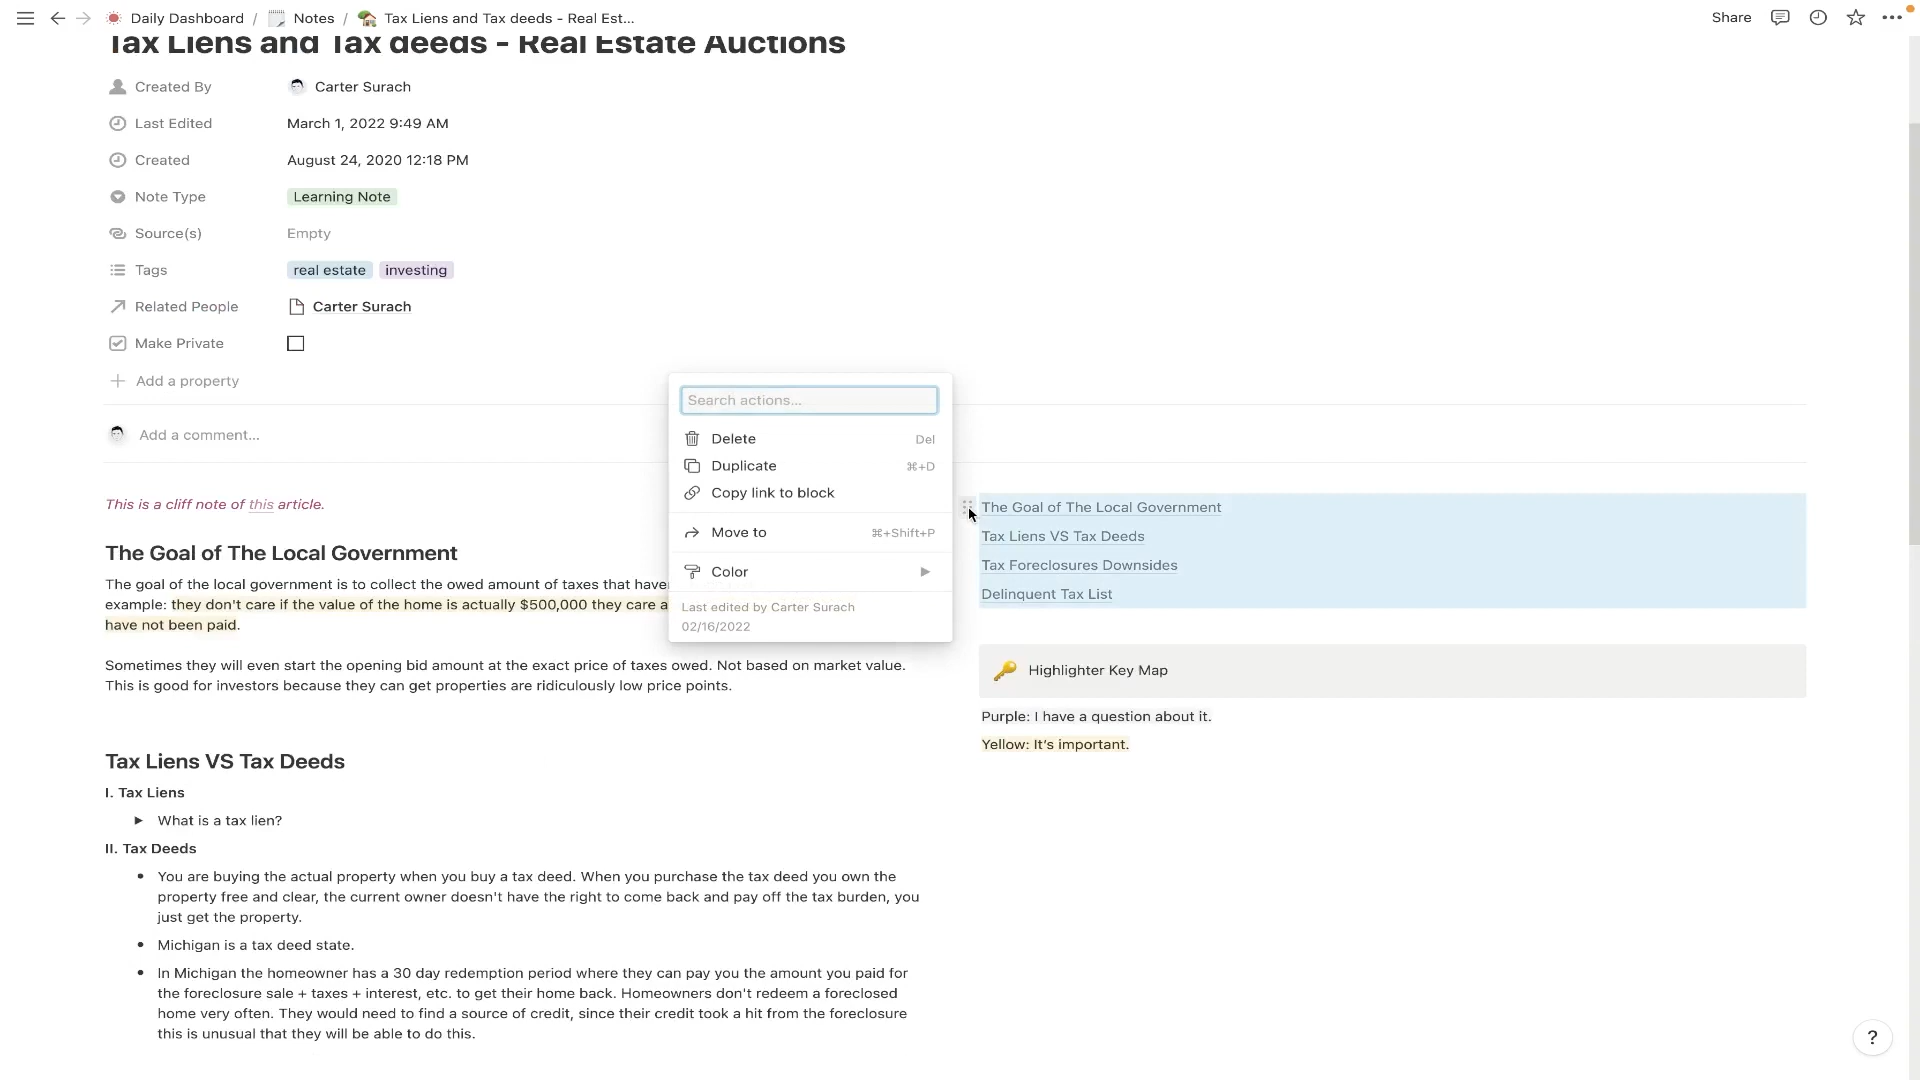 Daily Dashboard / Notes / Tax Liens and Tax deeds - Real Est...
Share
Tax Liens and Tax deeds - Real Estate Auctions
Created By Carter Surach
Last Edited March 1, 2022 9:49 AM
Created August 24, 2020 12:18 PM
Note Type Learning Note
Source(s) Empty
Tags real estate investing
Related People Carter Surach
Make Private
Add a property
Add a comment...
This is a cliff note of this article.
The Goal of The Local Government
The goal of the local government is to collect the owed amount of taxes that have
example: they don't care if the value of the home is actually $500,000 they care a
have not been paid.
Sometimes they will even start the opening bid amount at the exact price of taxes owed. Not based on market value.
This is good for investors because they can get properties are ridiculously low price points.
Tax Liens VS Tax Deeds
I. Tax Liens
What is a tax lien?
II. Tax Deeds
• You are buying the actual property when you buy a tax deed. When you purchase the tax deed you own the
property free and clear, the current owner doesn't have the right to come back and pay off the tax burden, you
just get the property.
• Michigan is a tax deed state.
• In Michigan the homeowner has a 30 day redemption period where they can pay you the amount you paid for
the foreclosure sale + taxes + interest, etc. to get their home back. Homeowners don't redeem a foreclosed
home very often. They would need to find a source of credit, since their credit took a hit from the foreclosure
this is unusual that they will be able to do this.
Search actions...
Delete Del
Duplicate ⌘+D
Copy link to block
Move to ⌘+Shift+P
Color
Last edited by Carter Surach
02/16/2022
The Goal of The Local Government
Tax Liens VS Tax Deeds
Tax Foreclosures Downsides
Delinquent Tax List
Highlighter Key Map
Purple: I have a question about it.
Yellow: It's important.
?